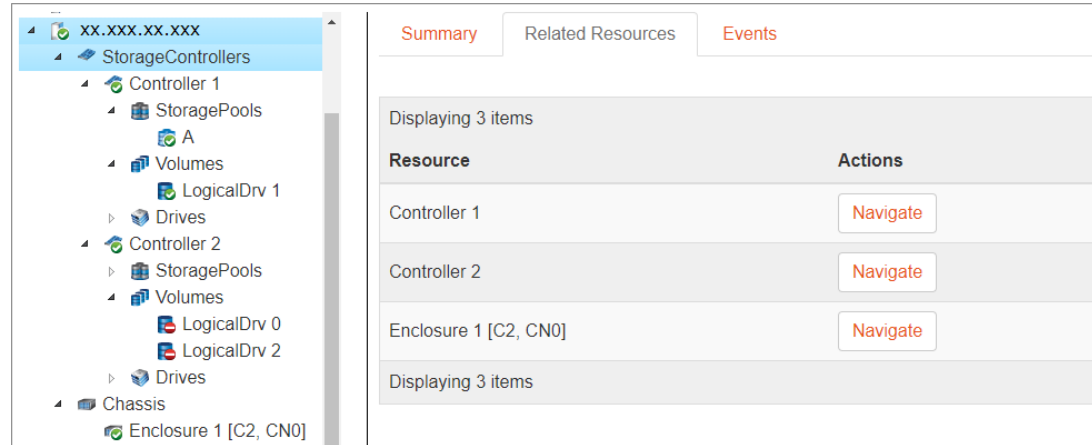 xx.xxx.xx.xxx
StorageControllers
Controller 1
StoragePools
A
Volumes
LogicalDrv 1
Drives
Controller 2
StoragePools
Volumes
LogicalDrv 0
LogicalDrv 2
Drives
Chassis
Enclosure 1 [C2, CN0]
Summary Related Resources Events
Displaying 3 items
Resource Actions
Controller 1 Navigate
Controller 2 Navigate
Enclosure 1 [C2, CN0] Navigate
Displaying 3 items